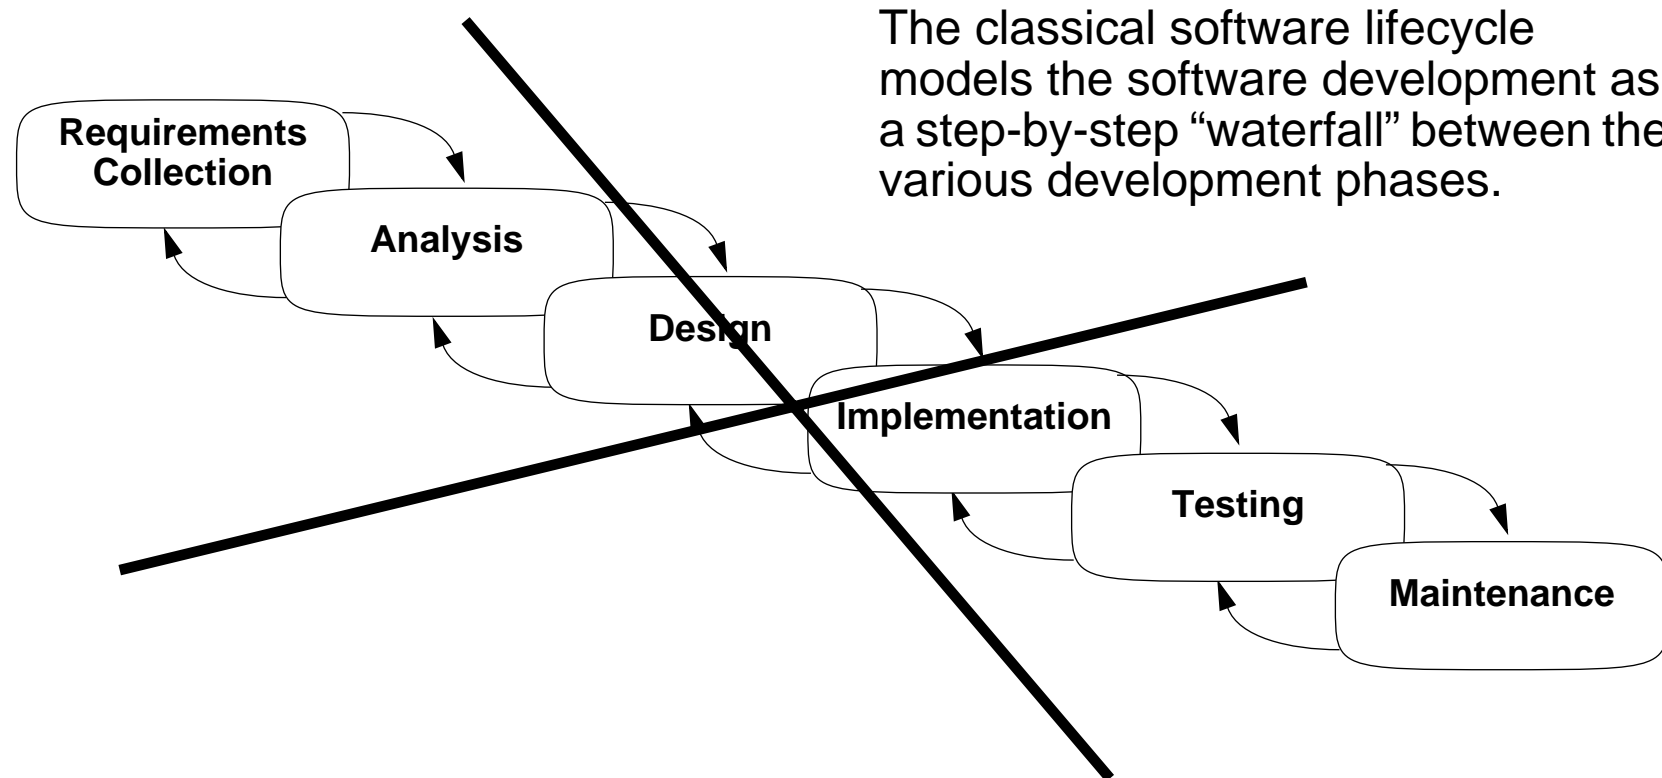 The classical software lifecycle
models the software development as
a step-by-step “waterfall” between the
various development phases.
Requirements
Collection
Analysis
Design
Implementation
Testing
Maintenance